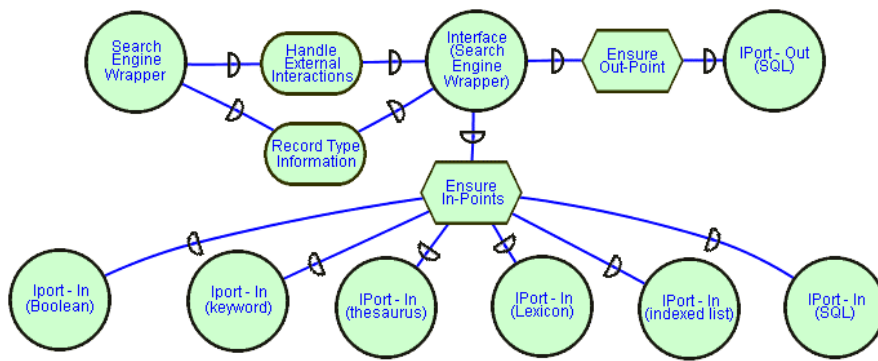 Search
Engine
Wrapper
Handle
External
Interactions
Interface
(Search
Engine
Wrapper)
Ensure
Out-Point
IPort - Out
(SQL)
Record Type
Information
Ensure
In-Points
Iport - In
(Boolean)
Iport - In
(keyword)
IPort - In
(thesaurus)
IPort - In
(Lexicon)
IPort - In
(indexed list)
IPort - In
(SQL)